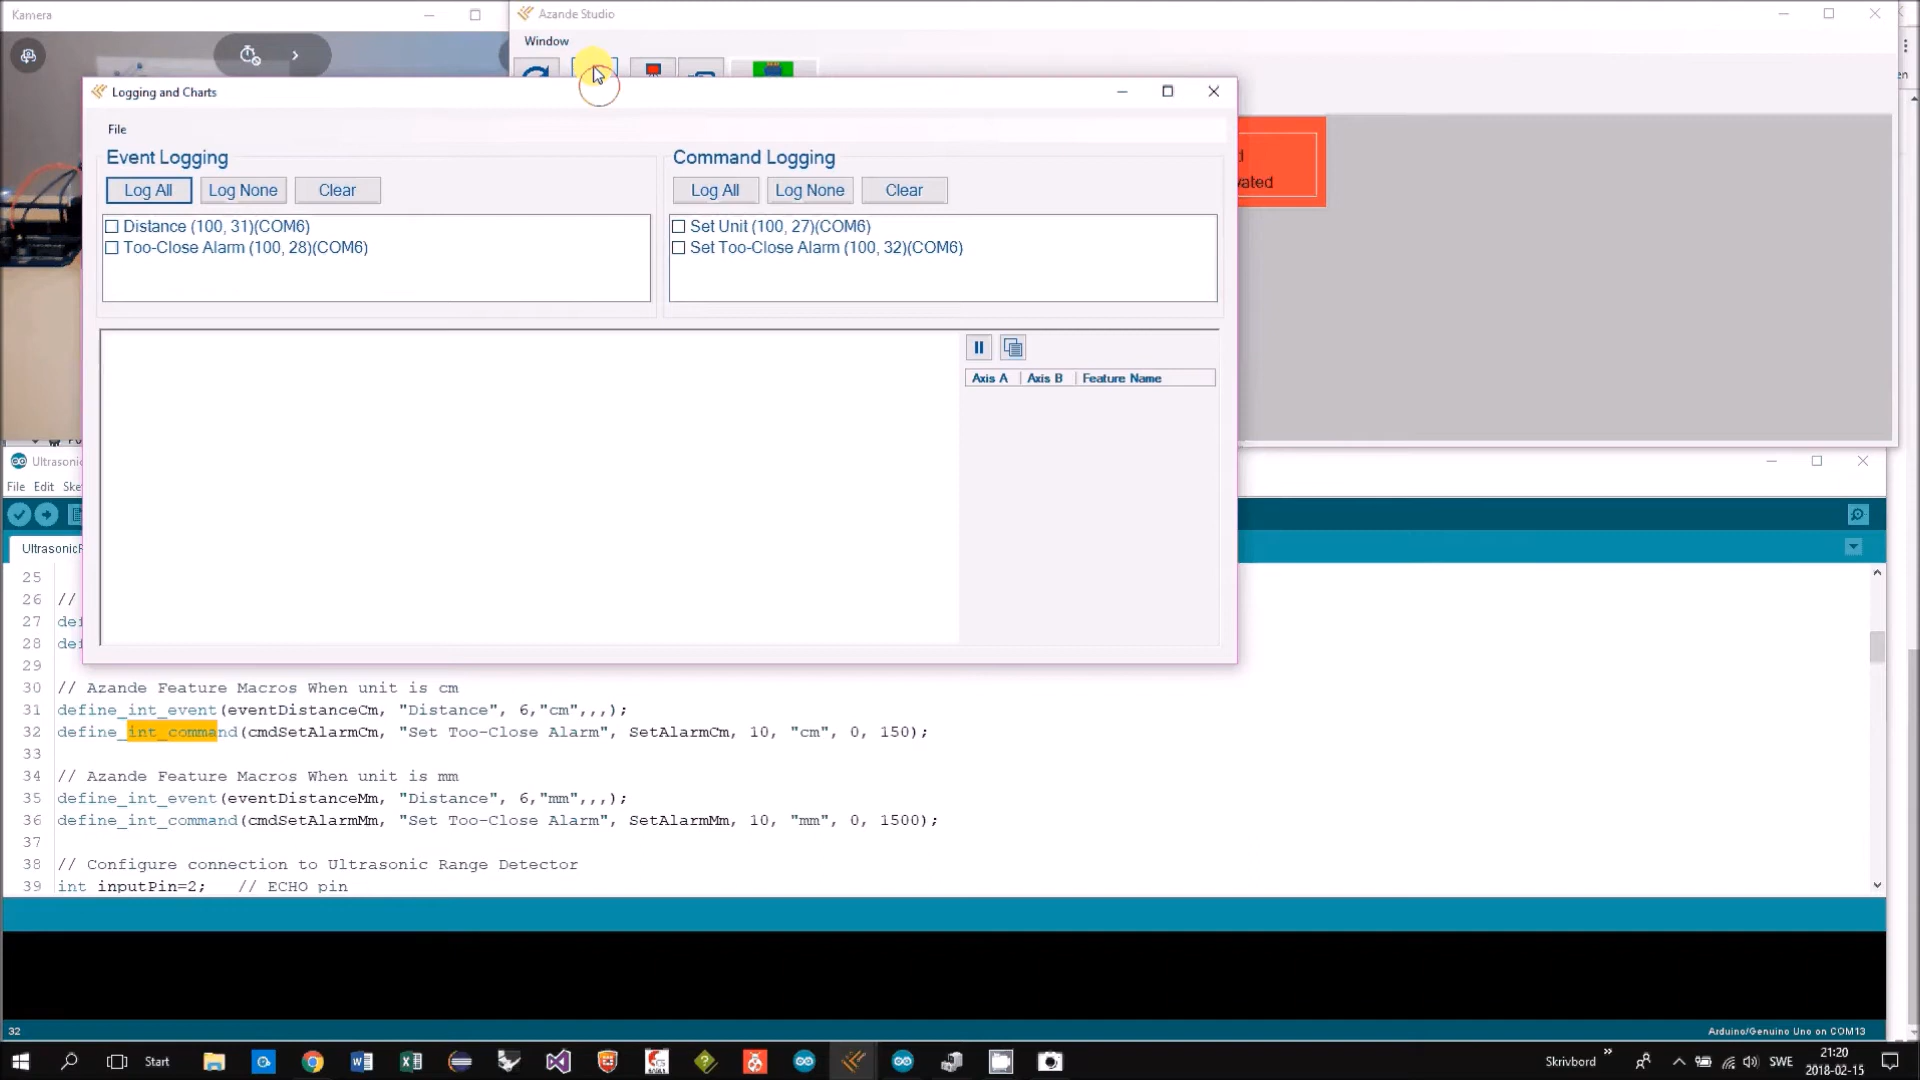 Kamera
Azande Studio
Window
Logging and Charts
File
Event Logging
Command Logging
Log All
Log None
Clear
Log All
Log None
Clear
Distance (100, 31)(COM6)
Too-Close Alarm (100, 28)(COM6)
Set Unit (100, 27)(COM6)
Set Too-Close Alarm (100, 32)(COM6)
Axis A
Axis B
Feature Name
File
Edit
25
26 //
27
28
29
30 // Azande Feature Macros When unit is cm
31 define_int_event(eventDistanceCm, "Distance", 6,"cm",,,);
32 define_int_command(cmdSetAlarmCm, "Set Too-Close Alarm", SetAlarmCm, 10, "cm", 0, 150);
33
34 // Azande Feature Macros When unit is mm
35 define_int_event(eventDistanceMm, "Distance", 6,"mm",,,);
36 define_int_command(cmdSetAlarmMm, "Set Too-Close Alarm", SetAlarmMm, 10, "mm", 0, 1500);
37
38 // Configure connection to Ultrasonic Range Detector
39 int inputPin=2; // ECHO pin
32
Arduino/Genuino Uno on COM13
Start
Skrivbord
SWE
21:20
2018-02-15